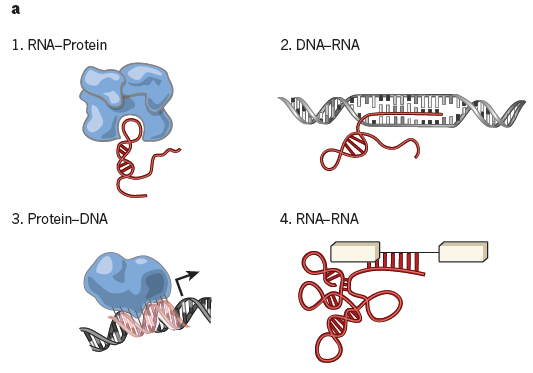 a
1. RNA–Protein
2. DNA–RNA
3. Protein–DNA
4. RNA–RNA